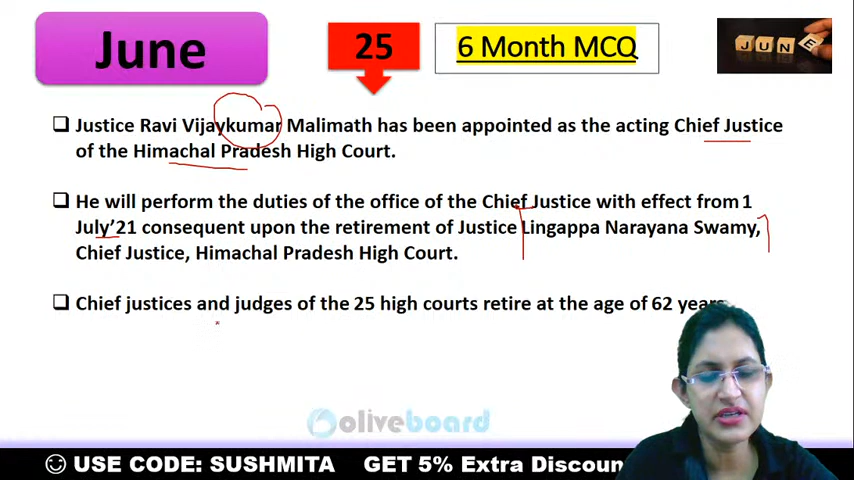 June
25
6 Month MCQ
JUNE
Justice Ravi Vijaykumar Malimath has been appointed as the acting Chief Justice
of the Himachal Pradesh High Court.
He will perform the duties of the office of the Chief Justice with effect from 1
July’21 consequent upon the retirement of Justice Lingappa Narayana Swamy,
Chief Justice, Himachal Pradesh High Court.
Chief justices and judges of the 25 high courts retire at the age of 62 years.
oliveboard
USE CODE: SUSHMITA GET 5% Extra Discoun